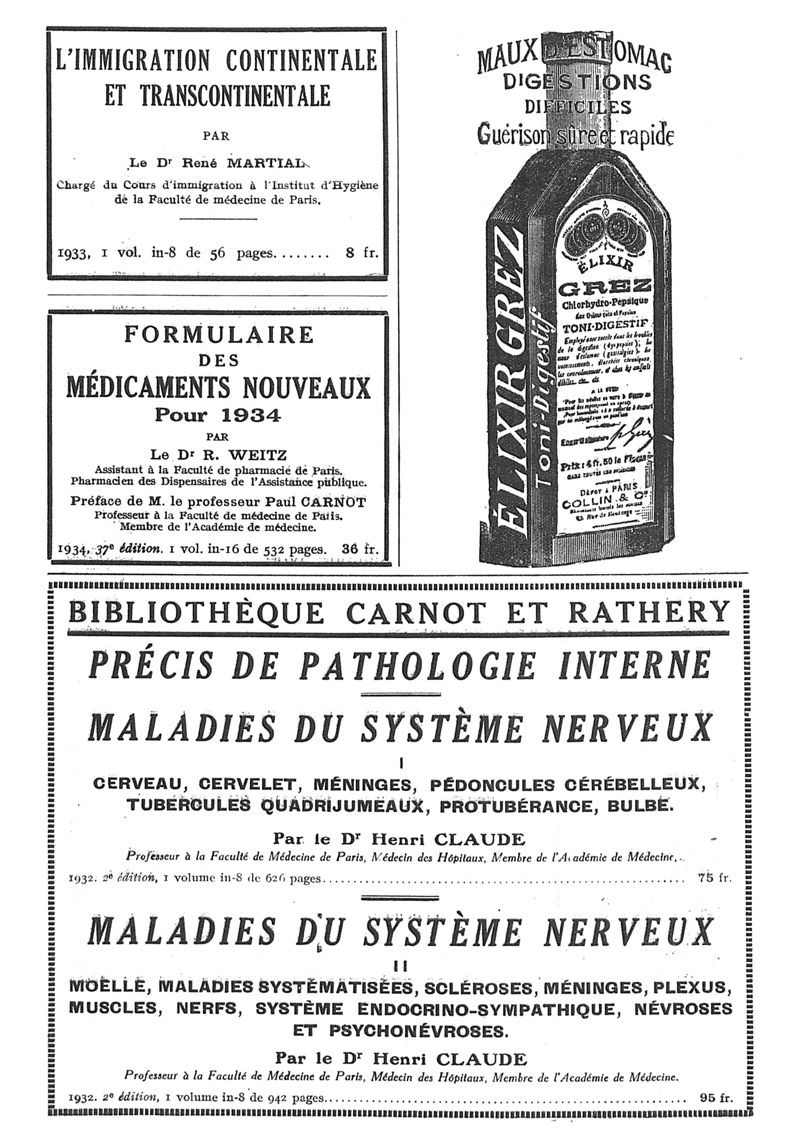 L'IMMIGRATION CONTINENTALE
ET TRANSCONTINENTALE
PAR
Le Dr René MARTIAL
Chargé du Cours d'immigration à l'Institut d'Hygiène
de la Faculté de médecine de Paris.
1933, 1 vol. in-8 de 56 pages........ 8 fr.
FORMULAIRE
DES
MÉDICAMENTS NOUVEAUX
Pour 1934
PAR
Le Dr R. WEITZ
Assistant à la Faculté de pharmacie de Paris.
Pharmacien des Dispensaires de l'Assistance publique.
Préface de M. le professeur Paul CARNOT
Professeur à la Faculté de médecine de Paris.
Membre de l'Académie de médecine.
1934, 37e édition. 1 vol. in-16 de 532 pages. 36 fr.
MAUX D'ESTOMAC
DIGESTIONS
DIFFICILES
Guérison sûre et rapide
ÉLIXIR GREZ
Toni-Digestif
ÉLIXIR
GREZ
Chlorhydro-Pepsique
TONI-DIGESTIF
Prix: 4 fr. 50 le Flacon
DÉPÔT À PARIS
COLLIN & Cie
BIBLIOTHÈQUE CARNOT ET RATHERY
PRÉCIS DE PATHOLOGIE INTERNE
MALADIES DU SYSTÈME NERVEUX
I
CERVEAU, CERVELET, MÉNINGES, PÉDONCULES CÉRÉBELLEUX,
TUBERCULES QUADRIJUMEAUX, PROTUBÉRANCE, BULBE.
Par le Dr Henri CLAUDE
Professeur à la Faculté de Médecine de Paris, Médecin des Hôpitaux, Membre de l'Académie de Médecine.
1932. 2e édition, 1 volume in-8 de 626 pages........ 75 fr.
MALADIES DU SYSTÈME NERVEUX
II
MOELLE, MALADIES SYSTÉMATISÉES, SCLÉROSES, MÉNINGES, PLEXUS,
MUSCLES, NERFS, SYSTÈME ENDOCRINO-SYMPATHIQUE, NÉVROSES
ET PSYCHONÉVROSES.
Par le Dr Henri CLAUDE
Professeur à la Faculté de Médecine de Paris, Médecin des Hôpitaux, Membre de l'Académie de Médecine.
1932. 2e édition, 1 volume in-8 de 942 pages........ 95 fr.